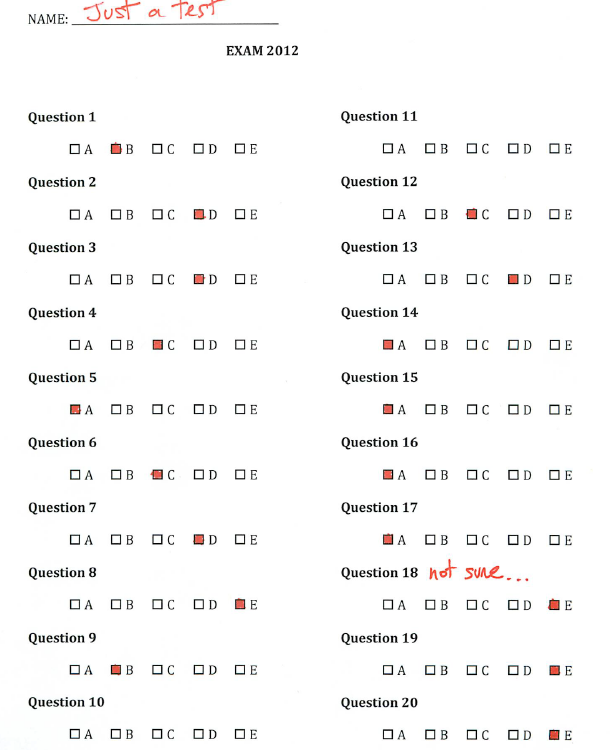 NAME: Just a test
EXAM 2012
Question 1
A B C D E
Question 2
A B C D E
Question 3
A B C D E
Question 4
A B C D E
Question 5
A B C D E
Question 6
A B C D E
Question 7
A B C D E
Question 8
A B C D E
Question 9
A B C D E
Question 10
A B C D E
Question 11
A B C D E
Question 12
A B C D E
Question 13
A B C D E
Question 14
A B C D E
Question 15
A B C D E
Question 16
A B C D E
Question 17
A B C D E
Question 18 not sure...
A B C D E
Question 19
A B C D E
Question 20
A B C D E